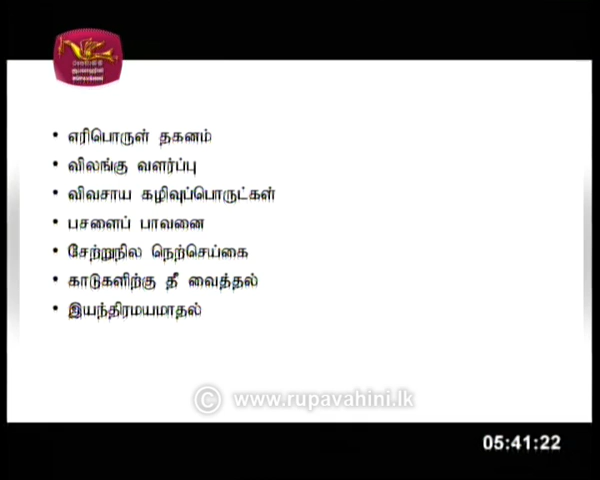 • எரிபொருள் தகனம்
• விலங்கு வளர்ப்பு
• விவசாய கழிவுப்பொருட்கள்
• பசளைப் பாவனை
• சேற்றுநில நெற்செய்கை
• காடுகளிற்கு தீ வைத்தல்
• இயந்திரமயமாதல்
© www.rupavahini.lk
05:41:22